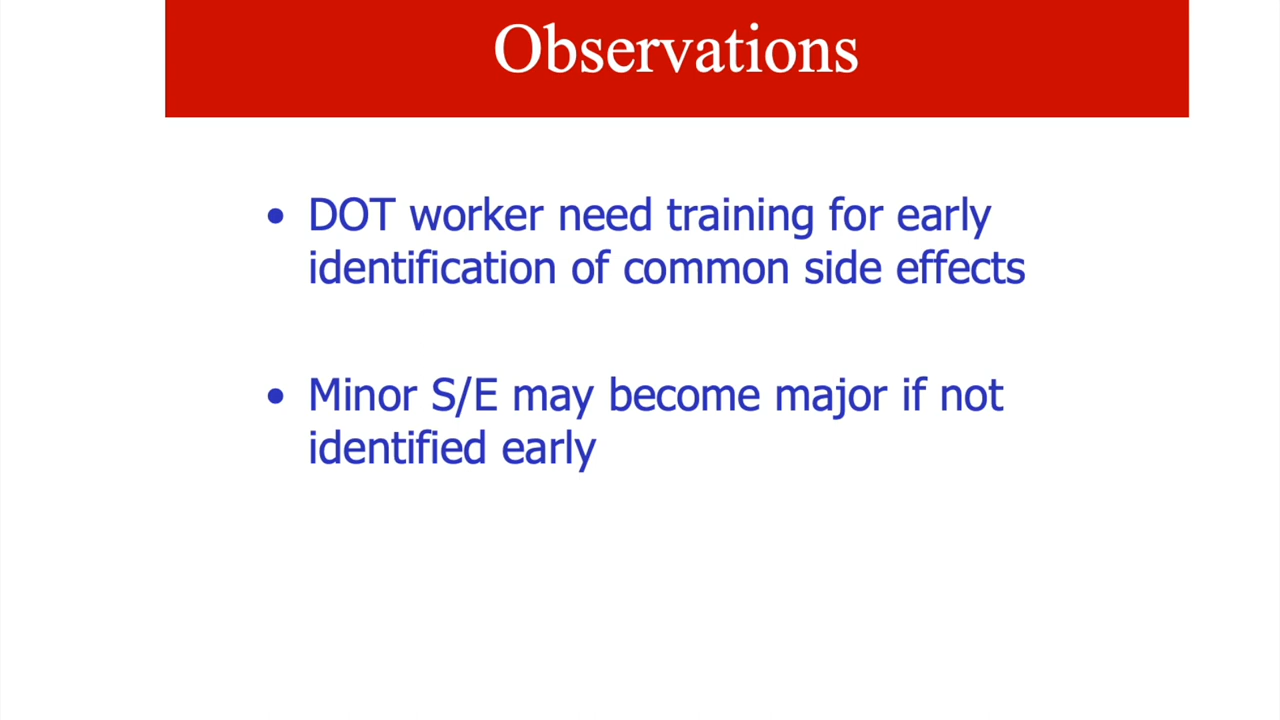 Observations
• DOT worker need training for early
identification of common side effects
• Minor S/E may become major if not
identified early